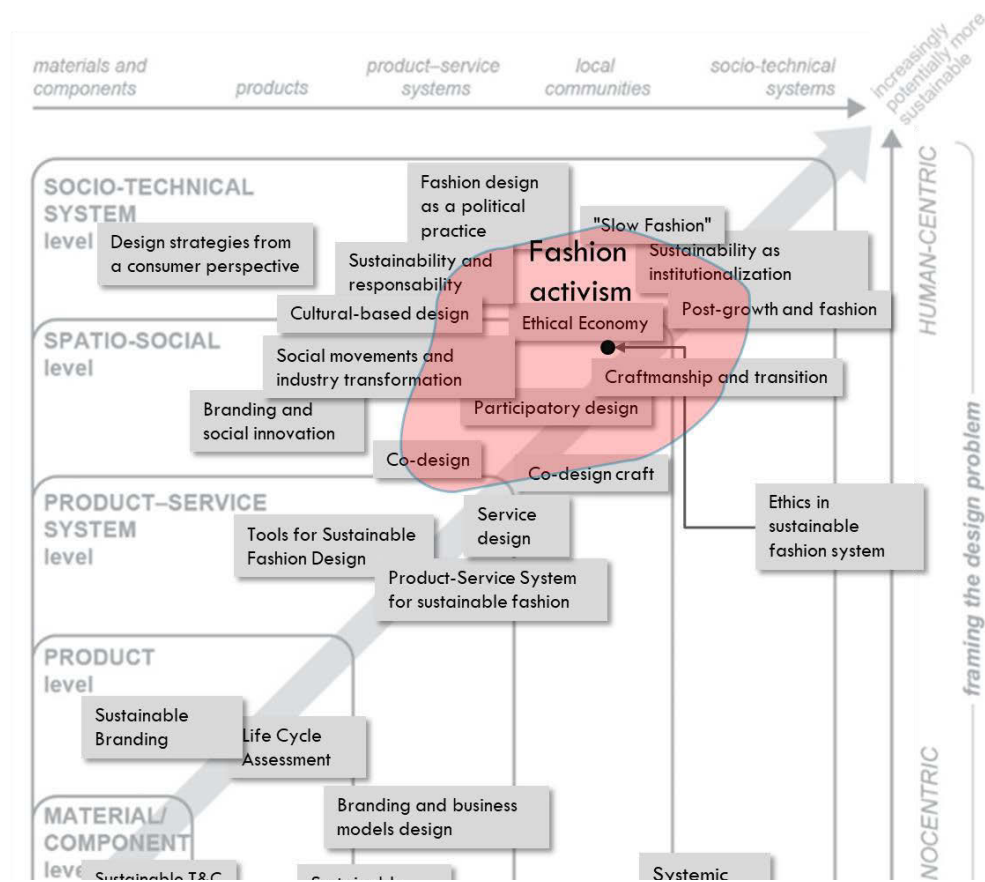 materials and
components
products
product–service
systems
local
communities
socio-technical
systems
increasingly
potentially more
sustainable
SOCIO-TECHNICAL
SYSTEM
level
Fashion design
as a political
practice
"Slow Fashion"
Design strategies from
a consumer perspective
Sustainability and
responsability
Fashion
activism
Sustainability as
institutionalization
Cultural-based design
Ethical Economy
Post-growth and fashion
HUMAN-CENTRIC
SPATIO-SOCIAL
level
Social movements and
industry transformation
Craftmanship and transition
Branding and
social innovation
Participatory design
Co-design
Co-design craft
PRODUCT–SERVICE
SYSTEM
level
Service
design
Ethics in
sustainable
fashion system
Tools for Sustainable
Fashion Design
Product-Service System
for sustainable fashion
framing the design problem
PRODUCT
level
Sustainable
Branding
Life Cycle
Assessment
Branding and business
models design
MATERIAL/
COMPONENT
level
Sustainable T&C
Systemic
NOCENTRIC